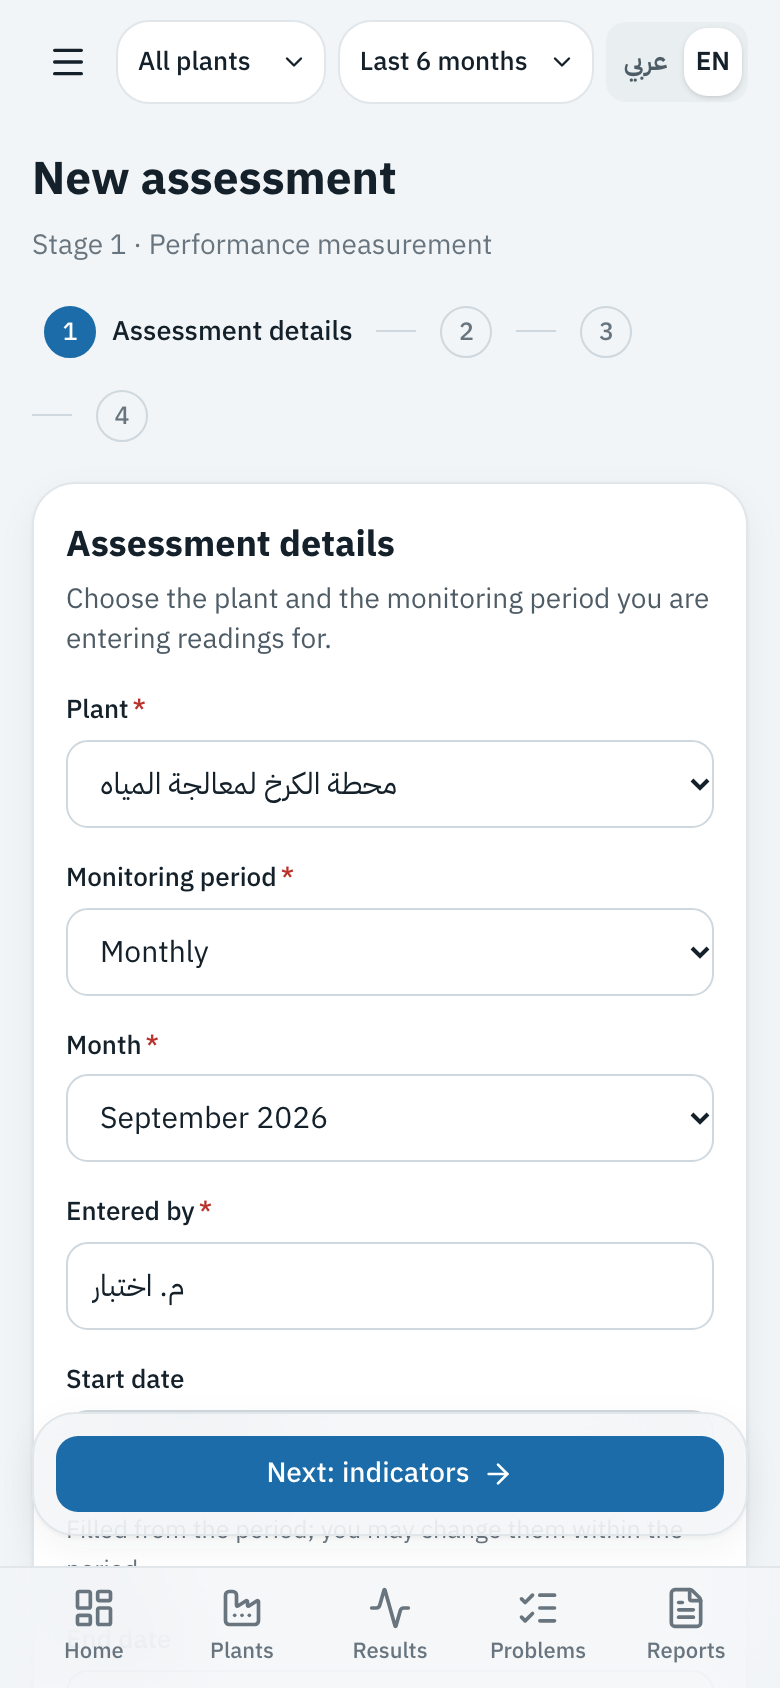 All plants
Last 6 months
عربي
EN
New assessment
Stage 1 · Performance measurement
1 Assessment details 2 3
4
Assessment details
Choose the plant and the monitoring period you are
entering readings for.
Plant *
محطة الكرخ لمعالجة المياه
Monitoring period *
Monthly
Month *
September 2026
Entered by *
م. اختبار
Start date
Next: indicators →
Filled from the period; you may change them within the
period
End date
Home
Plants
Results
Problems
Reports